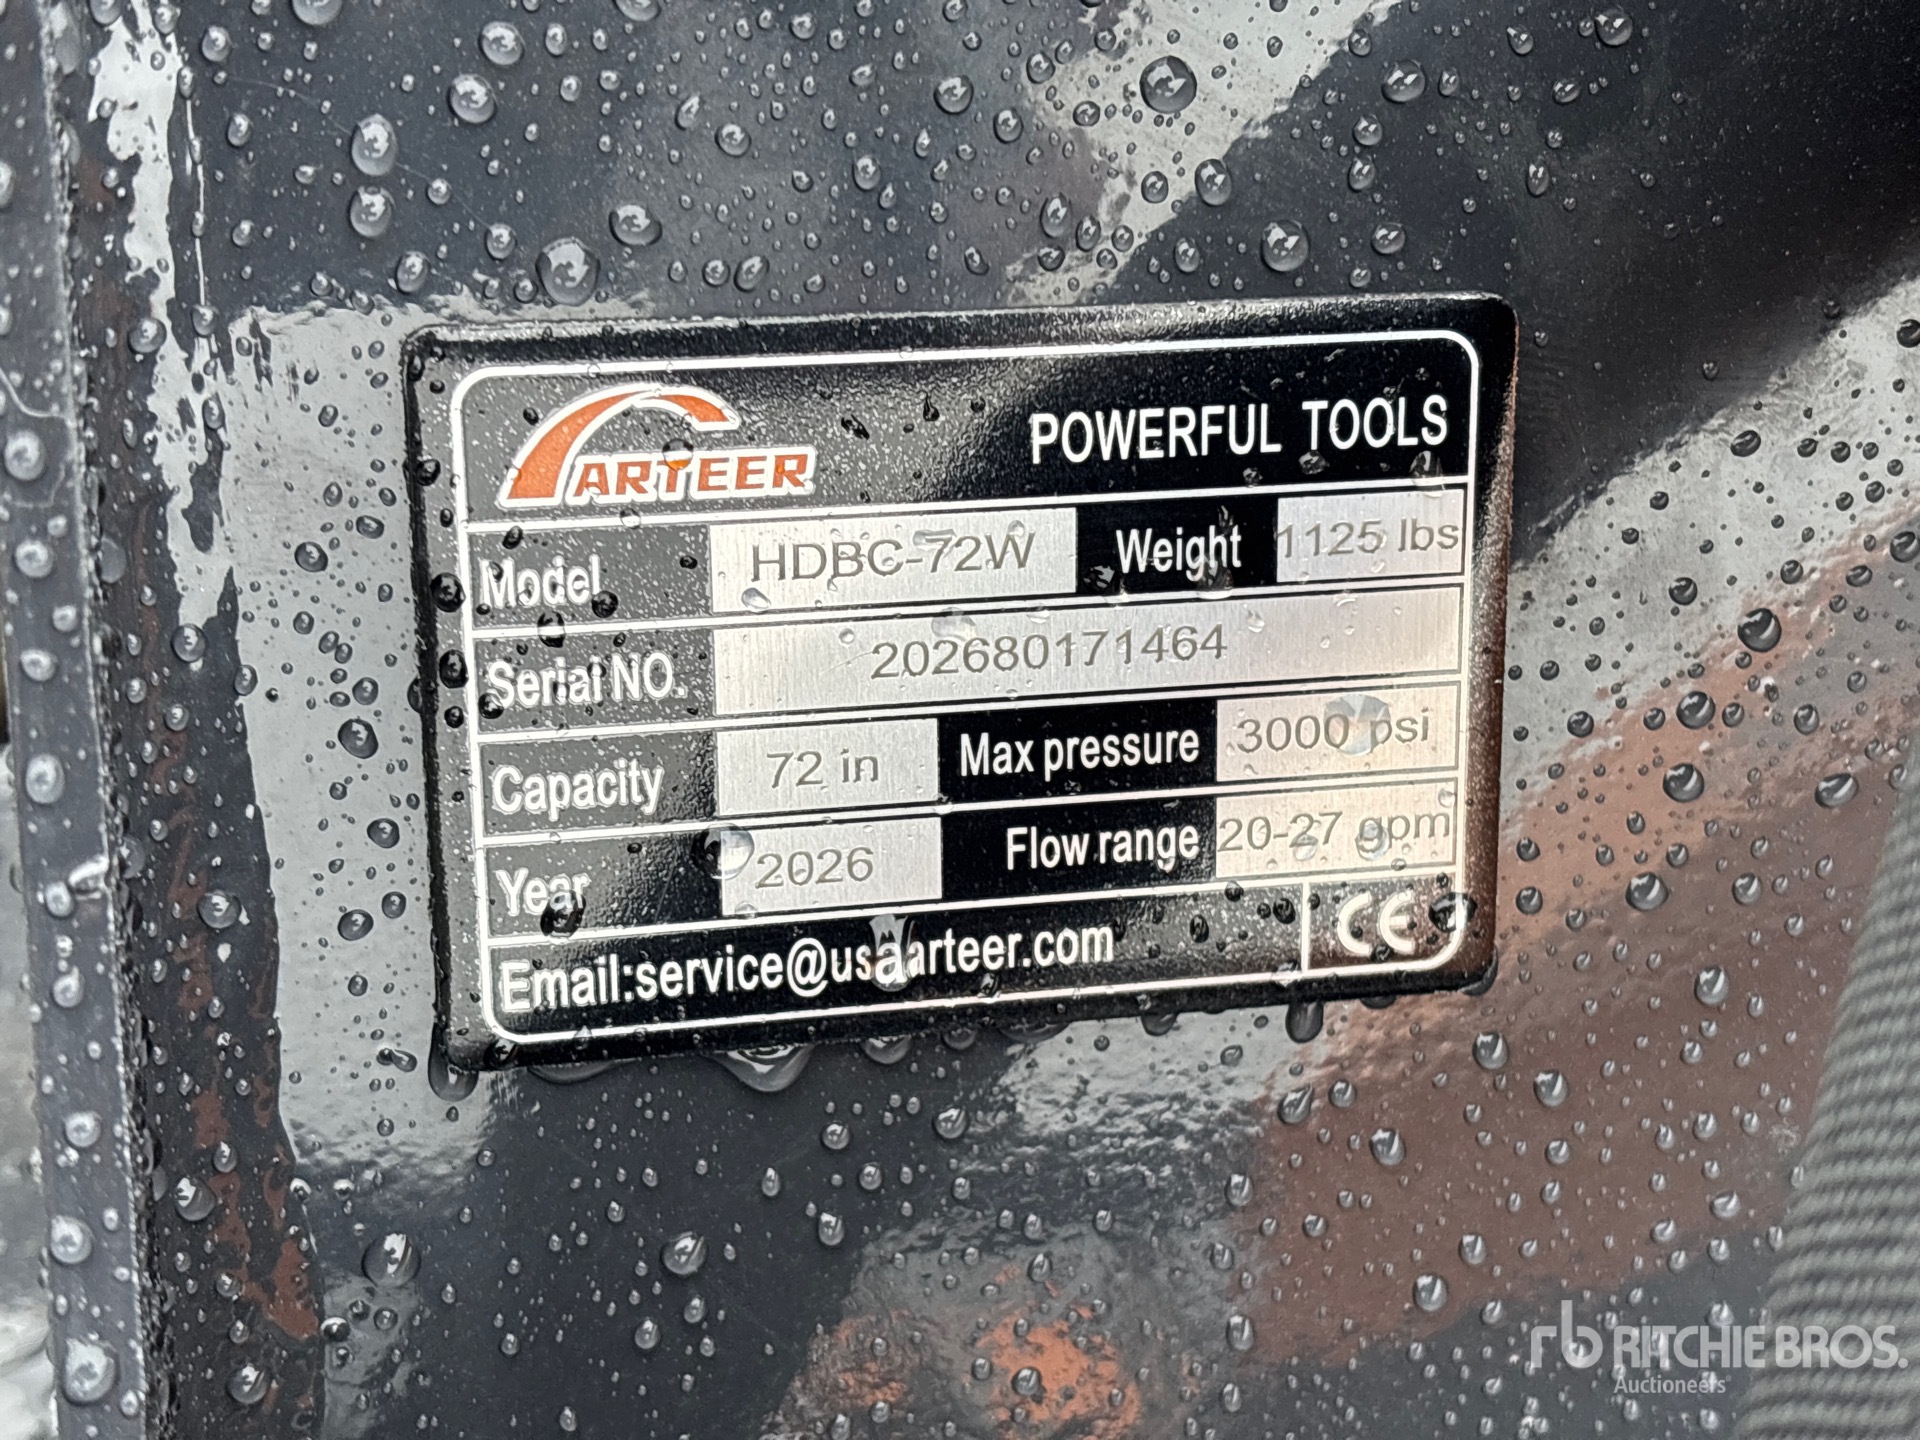 ARTEER POWERFUL TOOLS
Model HDBC-72W Weight 1125 lbs
Serial NO. 202680171464
Capacity 72 in Max pressure 3000 psi
Year 2026 Flow range 20-27 gpm
Email:service@usaarteer.com CE
rb RITCHIE BROS.
Auctioneers